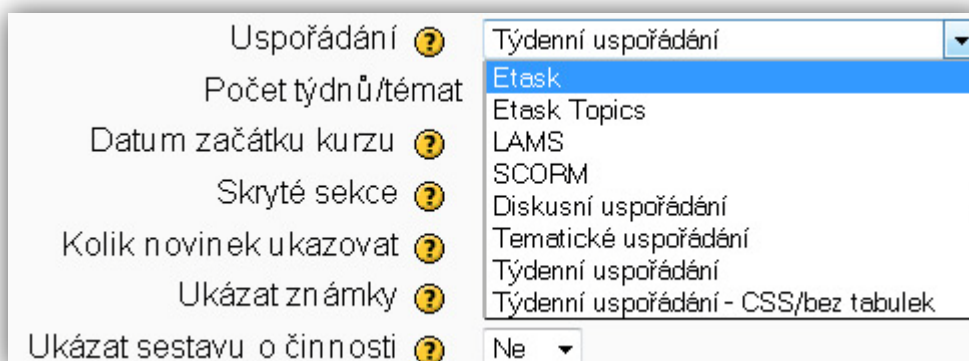 Uspořádání ? Týdenní uspořádání
Etask
Počet týdnů/témat
Etask Topics
Datum začátku kurzu ? LAMS
SCORM
Skryté sekce ?
Diskusní uspořádání
Kolik novinek ukazovat ? Tematické uspořádání
Týdenní uspořádání
Ukázat známky ? Týdenní uspořádání - CSS/bez tabulek
Ukázat sestavu o činnosti ? Ne